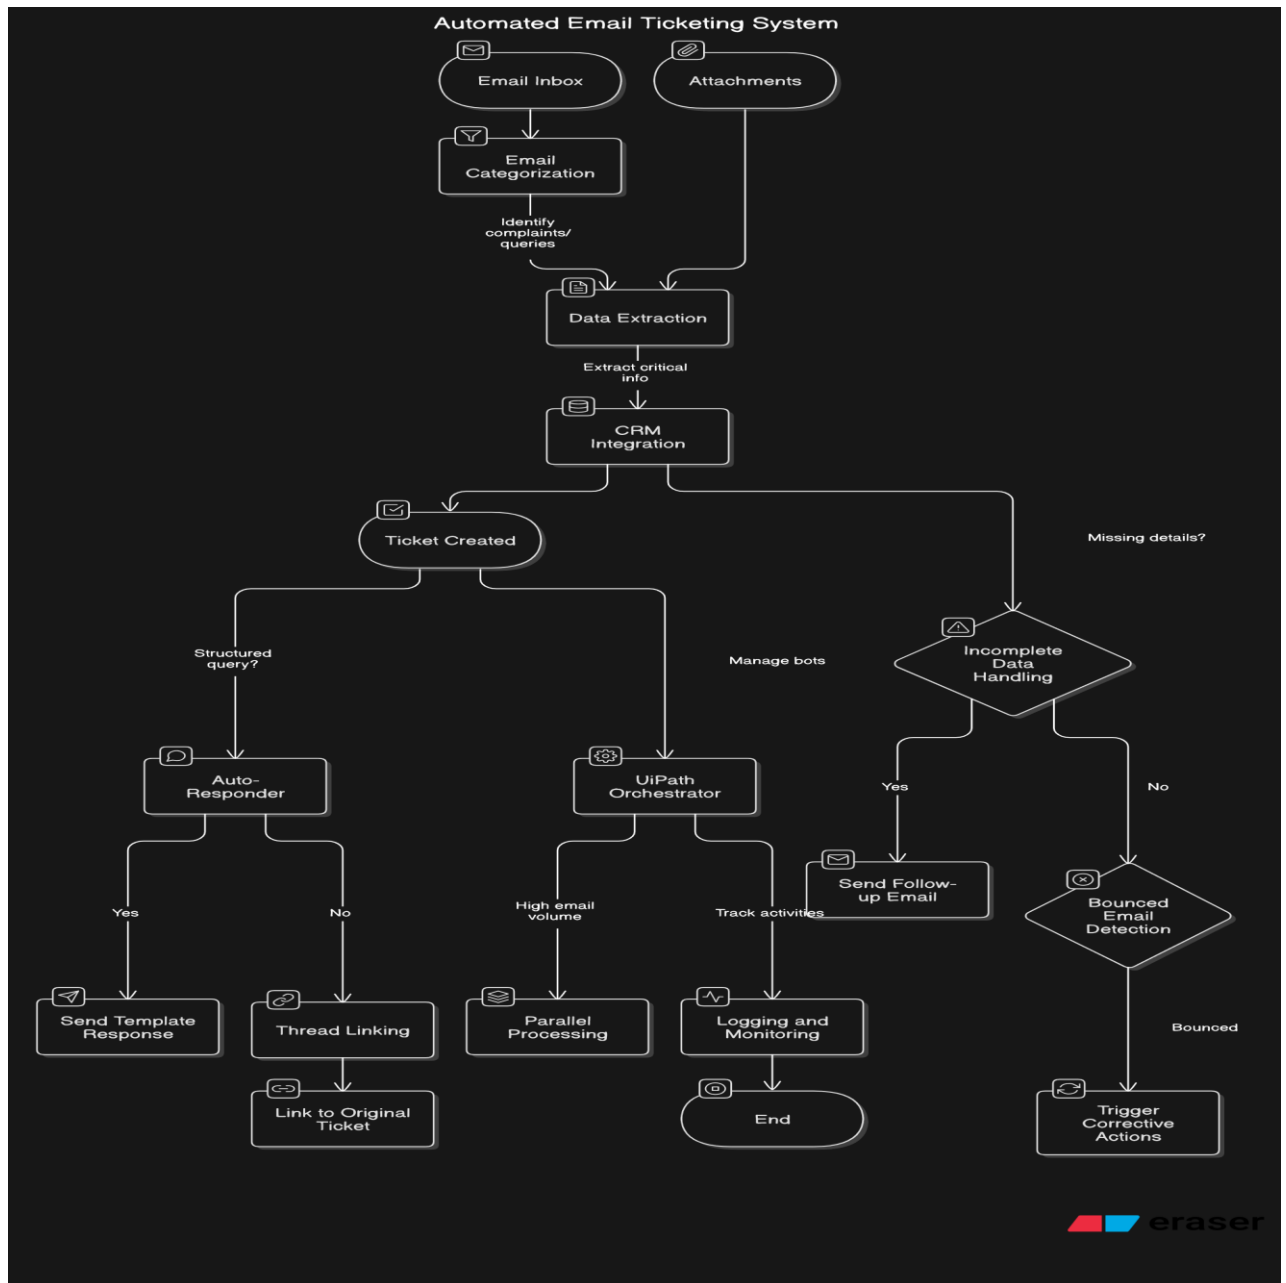 Automated Email Ticketing System
Email Inbox
Attachments
Email
Categorization
Identify
complaints/
queries
Data Extraction
Extract critical
info
CRM
Integration
Ticket Created
Missing details?
Structured
query?
Manage bots
Incomplete
Data
Handling
Auto-
Responder
UiPath
Orchestrator
Yes
No
Send Follow-
up Email
Bounced
Email
Detection
Yes
No
High email
volume
Track activities
Send Template
Response
Thread Linking
Parallel
Processing
Logging and
Monitoring
Bounced
Link to Original
Ticket
End
Trigger
Corrective
Actions
eraser